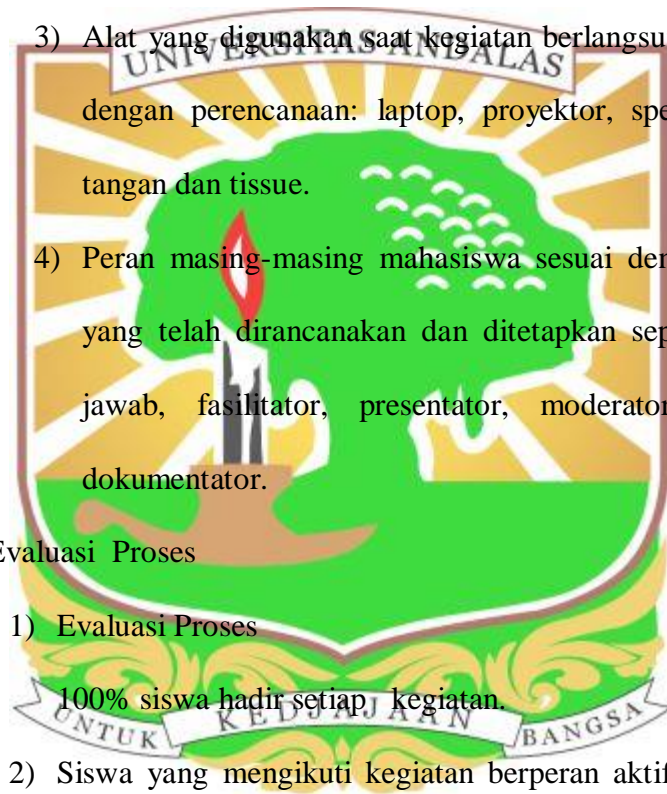 3) Alat yang digunakan saat kegiatan berlangsu
UNIVERSITAS ANDALAS
dengan perencanaan: laptop, proyektor, spe
tangan dan tissue.
4) Peran masing-masing mahasiswa sesuai den
yang telah dirancanakan dan ditetapkan sep
jawab, fasilitator, presentator, moderator
dokumentator.
Evaluasi Proses
1) Evaluasi Proses
100% siswa hadir setiap kegiatan.
UNTUK KEDJAJAAN BANGSA
2) Siswa yang mengikuti kegiatan berperan aktif